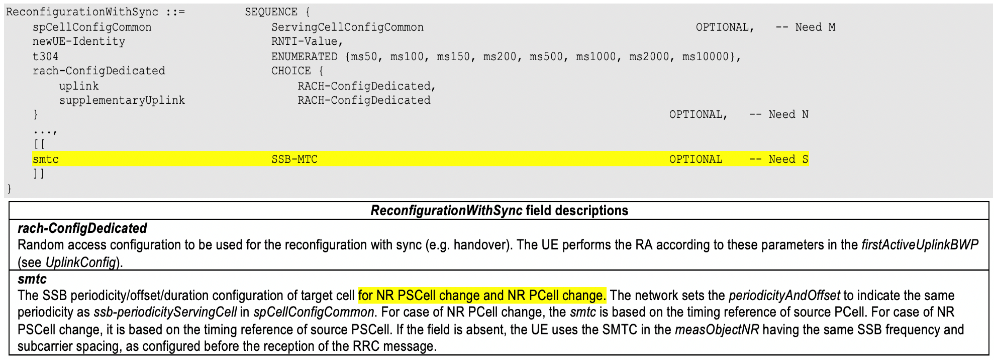 ReconfigurationWithSync ::= SEQUENCE {
spCellConfigCommon ServingCellConfigCommon OPTIONAL, -- Need M
newUE-Identity RNTI-Value,
t304 ENUMERATED {ms50, ms100, ms150, ms200, ms500, ms1000, ms2000, ms10000},
rach-ConfigDedicated CHOICE {
uplink RACH-ConfigDedicated,
supplementaryUplink RACH-ConfigDedicated
} OPTIONAL, -- Need N
...,
[[
smtc SSB-MTC OPTIONAL -- Need S
]]
}
ReconfigurationWithSync field descriptions
rach-ConfigDedicated
Random access configuration to be used for the reconfiguration with sync (e.g. handover). The UE performs the RA according to these parameters in the firstActiveUplinkBWP
(see UplinkConfig).
smtc
The SSB periodicity/offset/duration configuration of target cell for NR PSCell change and NR PCell change. The network sets the periodicityAndOffset to indicate the same
periodicity as ssb-periodicityServingCell in spCellConfigCommon. For case of NR PCell change, the smtc is based on the timing reference of source PCell. For case of NR
PSCell change, it is based on the timing reference of source PSCell. If the field is absent, the UE uses the SMTC in the measObjectNR having the same SSB frequency and
subcarrier spacing, as configured before the reception of the RRC message.